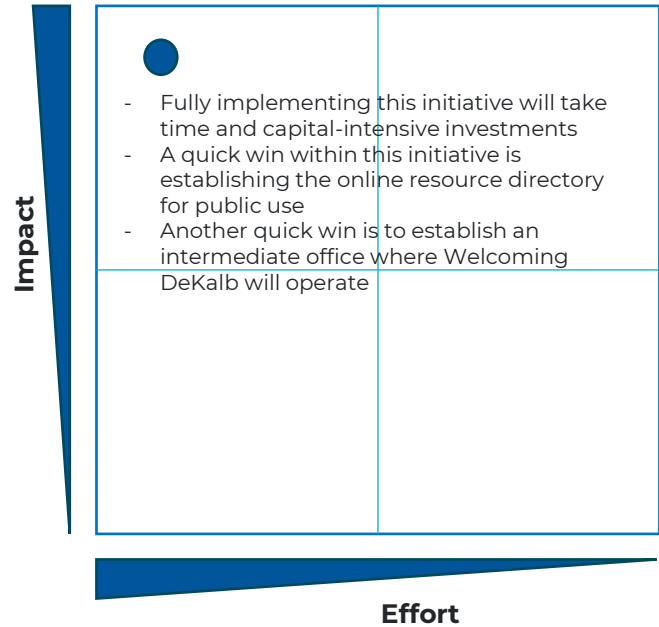 - Fully implementing this initiative will take
time and capital-intensive investments
- A quick win within this initiative is
establishing the online resource directory
for public use
- Another quick win is to establish an
intermediate office where Welcoming
DeKalb will operate
Impact
Effort